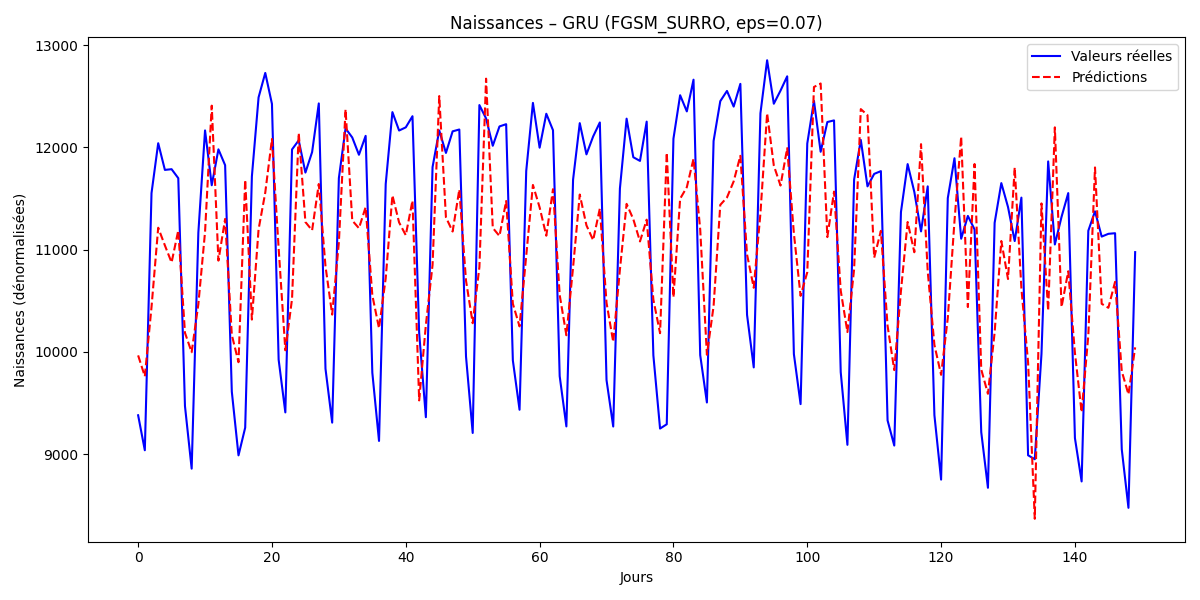 Naissances – GRU (FGSM_SURRO, eps=0.07)
Valeurs réelles
Prédictions
Naissances (dénormalisées)
13000
12000
11000
10000
9000
0 20 40 60 80 100 120 140
Jours